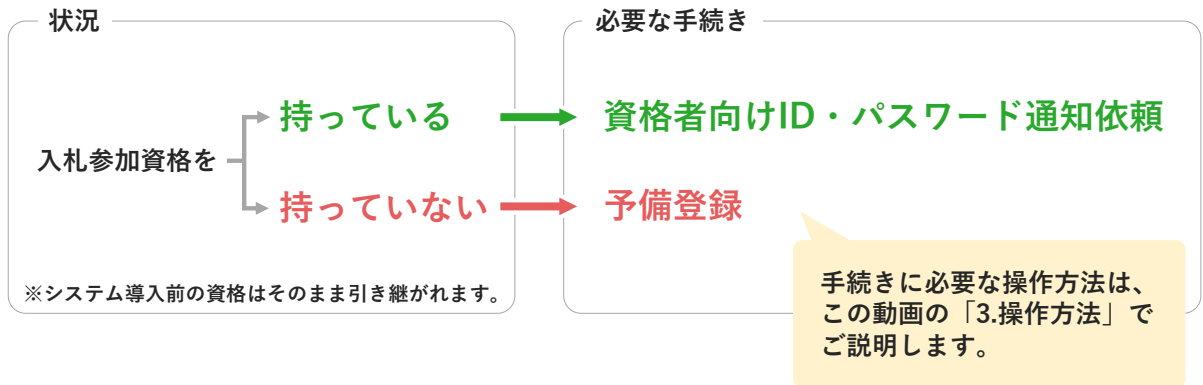 状況
必要な手続き
入札参加資格を
持っている
資格者向けID・パスワード通知依頼
持っていない
予備登録
※システム導入前の資格はそのまま引き継がれます。
手続きに必要な操作方法は、
この動画の「3.操作方法」で
ご説明します。